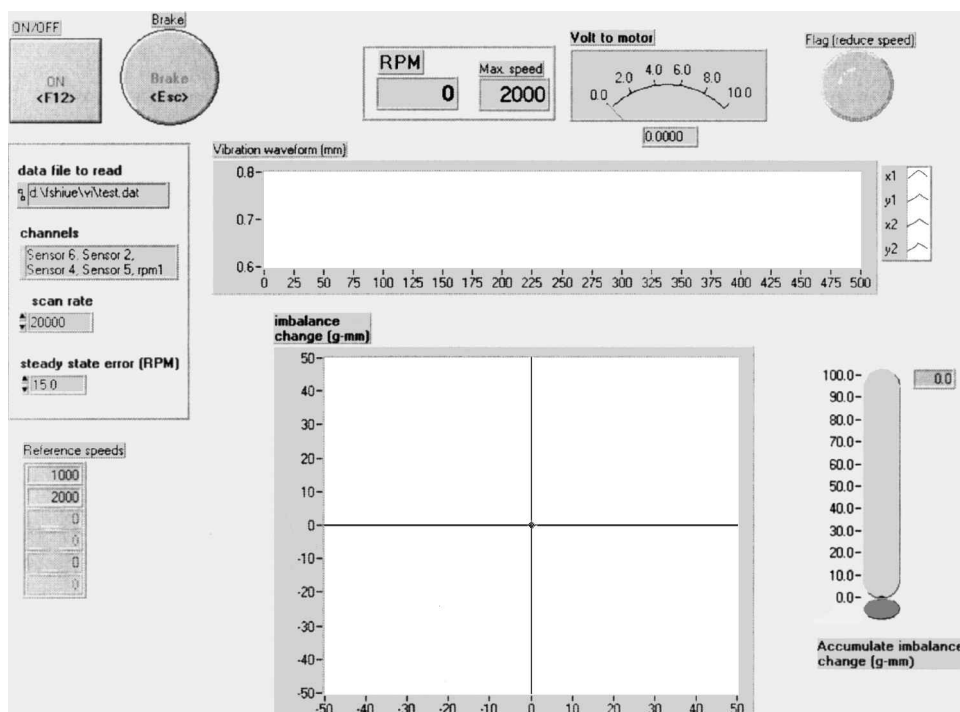 ON/OFF
ON
<F12>
Brake
Brake
<Esc>
RPM
0
Max. speed
2000
Volt to motor
0.0 2.0 4.0 6.0 8.0 10.0
0.0000
Flag (reduce speed)
data file to read
d:\fshiue\vi\test.dat
channels
Sensor 6, Sensor 2,
Sensor 4, Sensor 5, rpm1
scan rate
20000
steady state error (RPM)
15.0
Reference speeds
1000
2000
0
0
0
0
Vibration waveform (mm)
0.8
0.7
0.6
0 25 50 75 100 125 150 175 200 225 250 275 300 325 350 375 400 425 450 475 500
x1
y1
x2
y2
imbalance
change (g-mm)
50
40
30
20
10
0
-10
-20
-30
-40
-50
-50 -40 -30 -20 -10 0 10 20 30 40 50
100.0
90.0
80.0
70.0
60.0
50.0
40.0
30.0
20.0
10.0
0.0
0.0
Accumulate imbalance
change (g-mm)